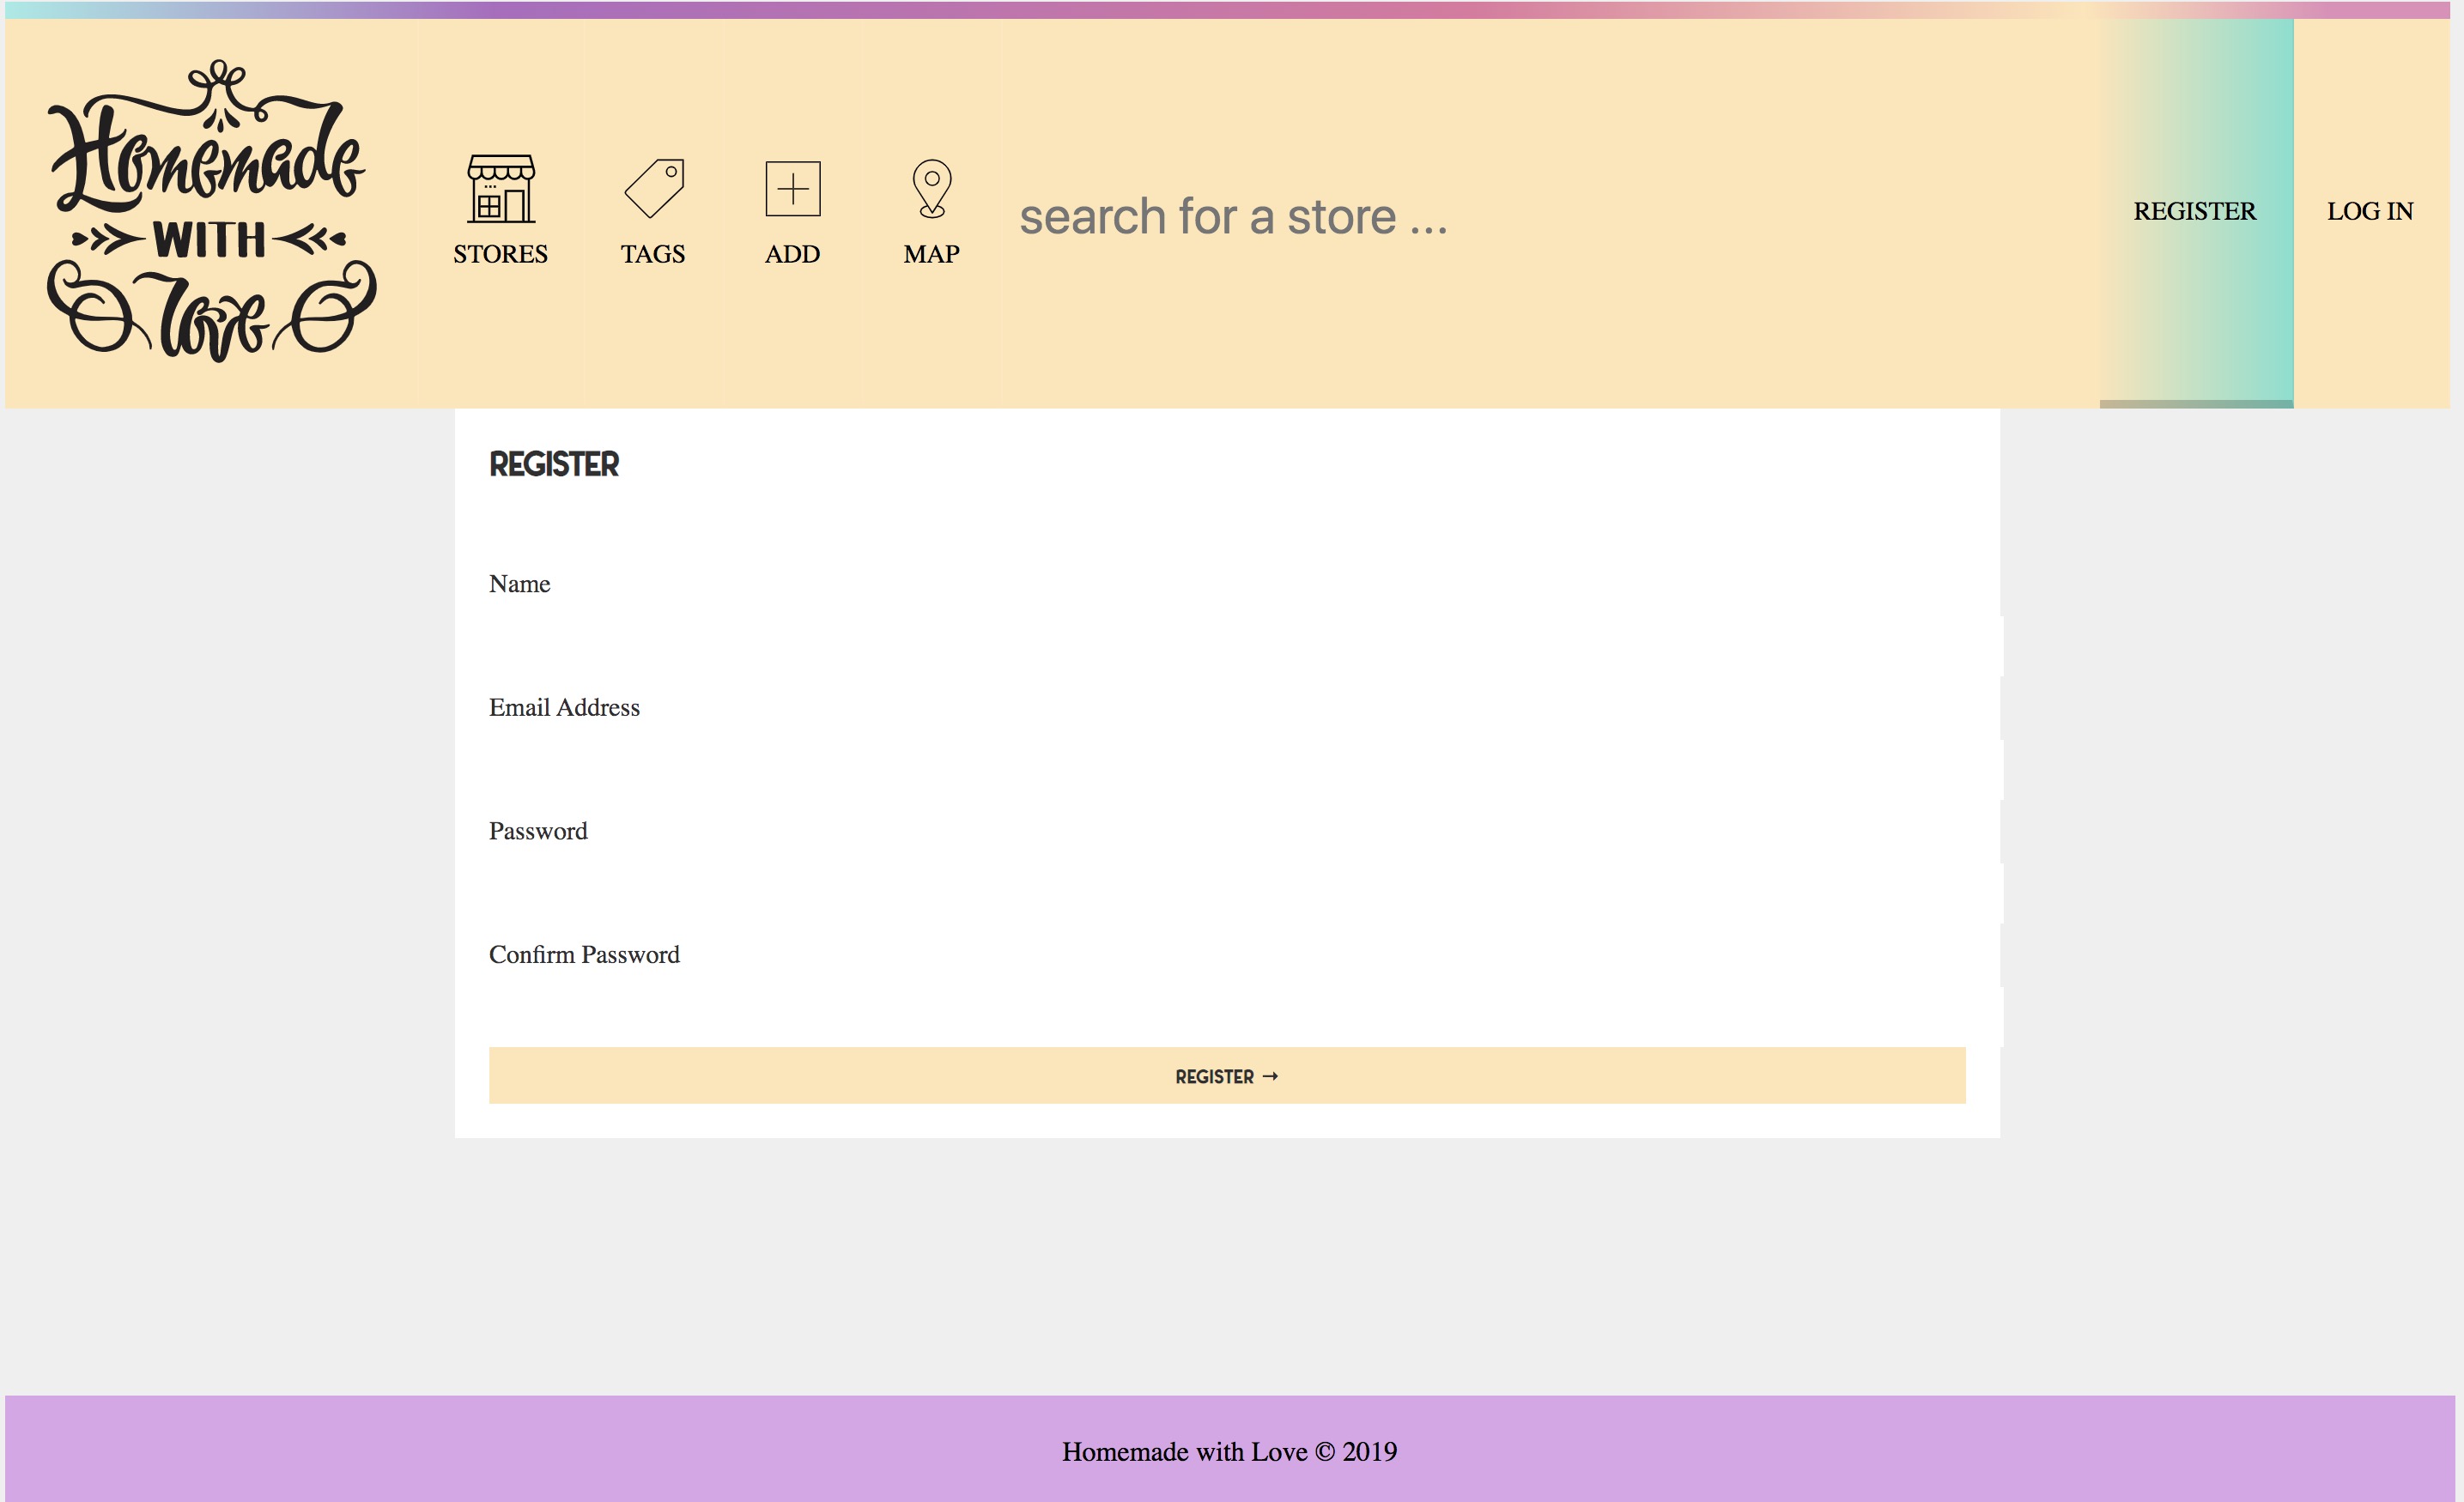 Homemade
WITH
Love
STORES
TAGS
ADD
MAP
search for a store ...
REGISTER
LOG IN
REGISTER
Name
Email Address
Password
Confirm Password
REGISTER →
Homemade with Love © 2019